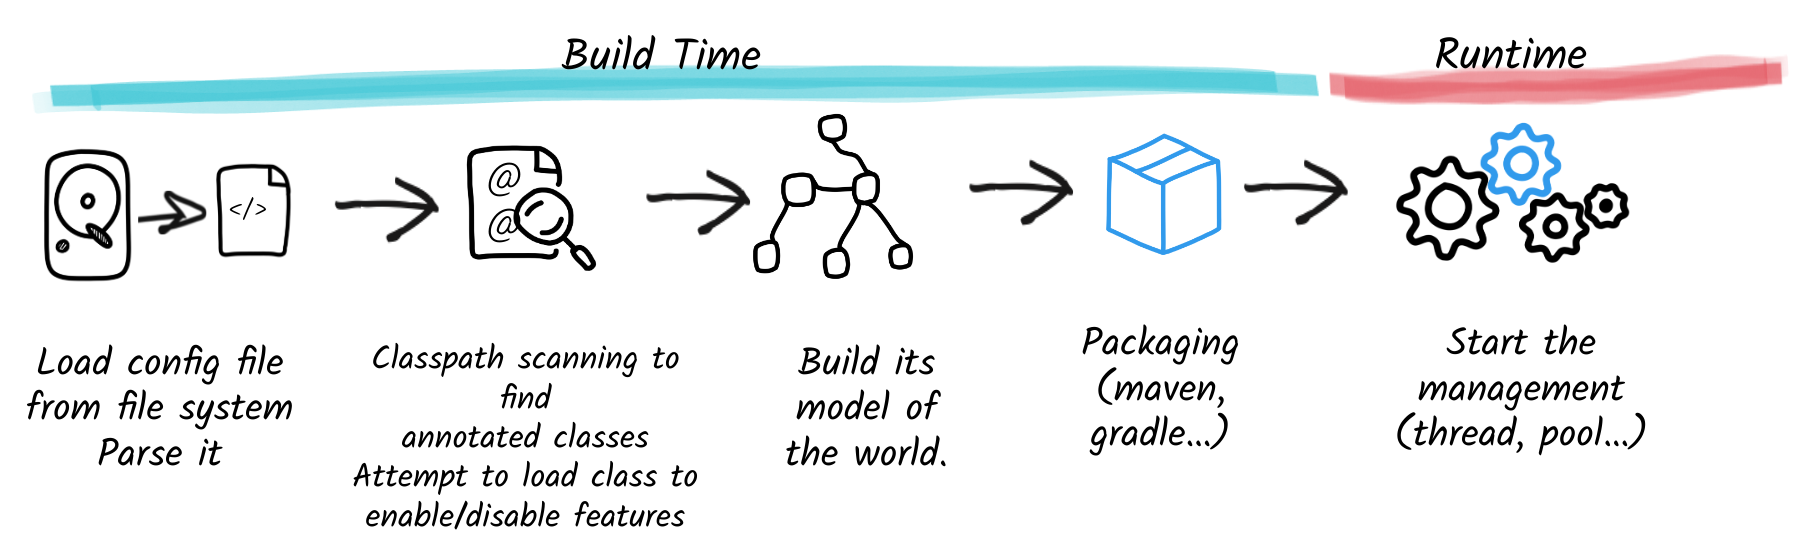 Build Time
Runtime
</>
@
@
Load config file
from file system
Parse it
Classpath scanning to
find
annotated classes
Attempt to load class to
enable/disable features
Build its
model of
the world.
Packaging
(maven,
gradle...)
Start the
management
(thread, pool...)